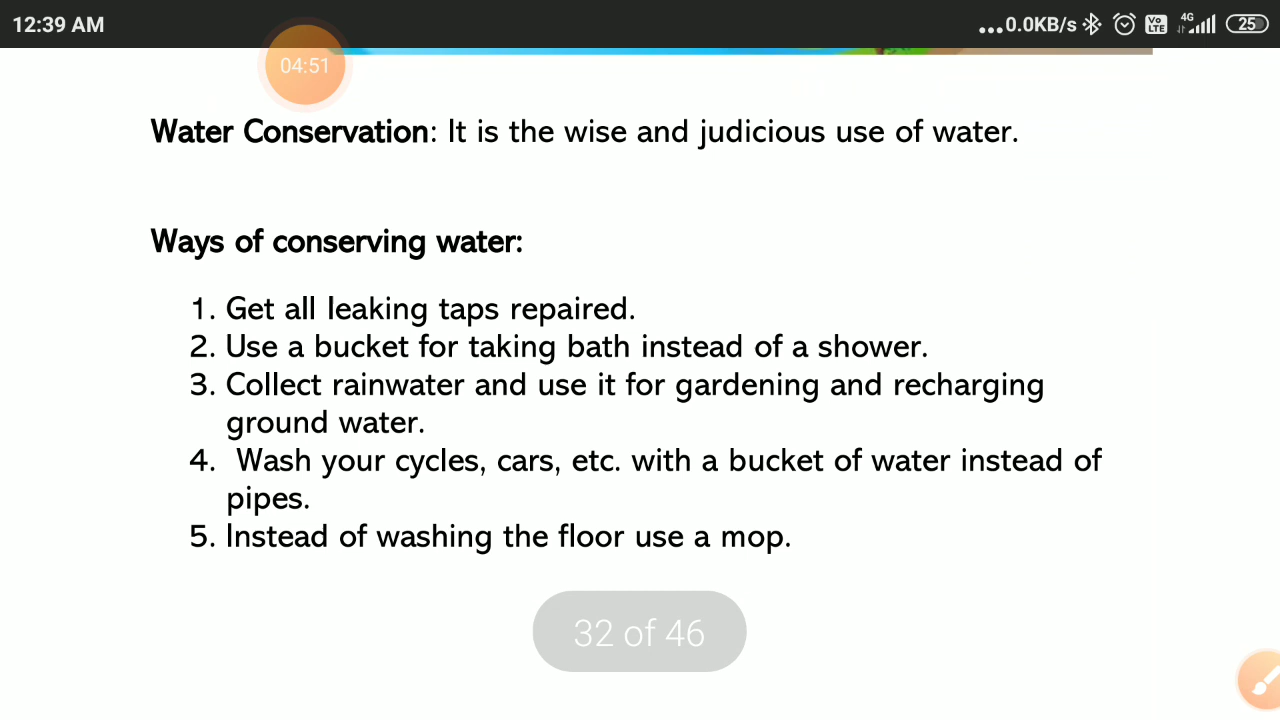 12:39 AM
...0.0KB/s
Vo
LTE
4G
25
04:51
Water Conservation: It is the wise and judicious use of water.
Ways of conserving water:
1. Get all leaking taps repaired.
2. Use a bucket for taking bath instead of a shower.
3. Collect rainwater and use it for gardening and recharging
ground water.
4. Wash your cycles, cars, etc. with a bucket of water instead of
pipes.
5. Instead of washing the floor use a mop.
32 of 46